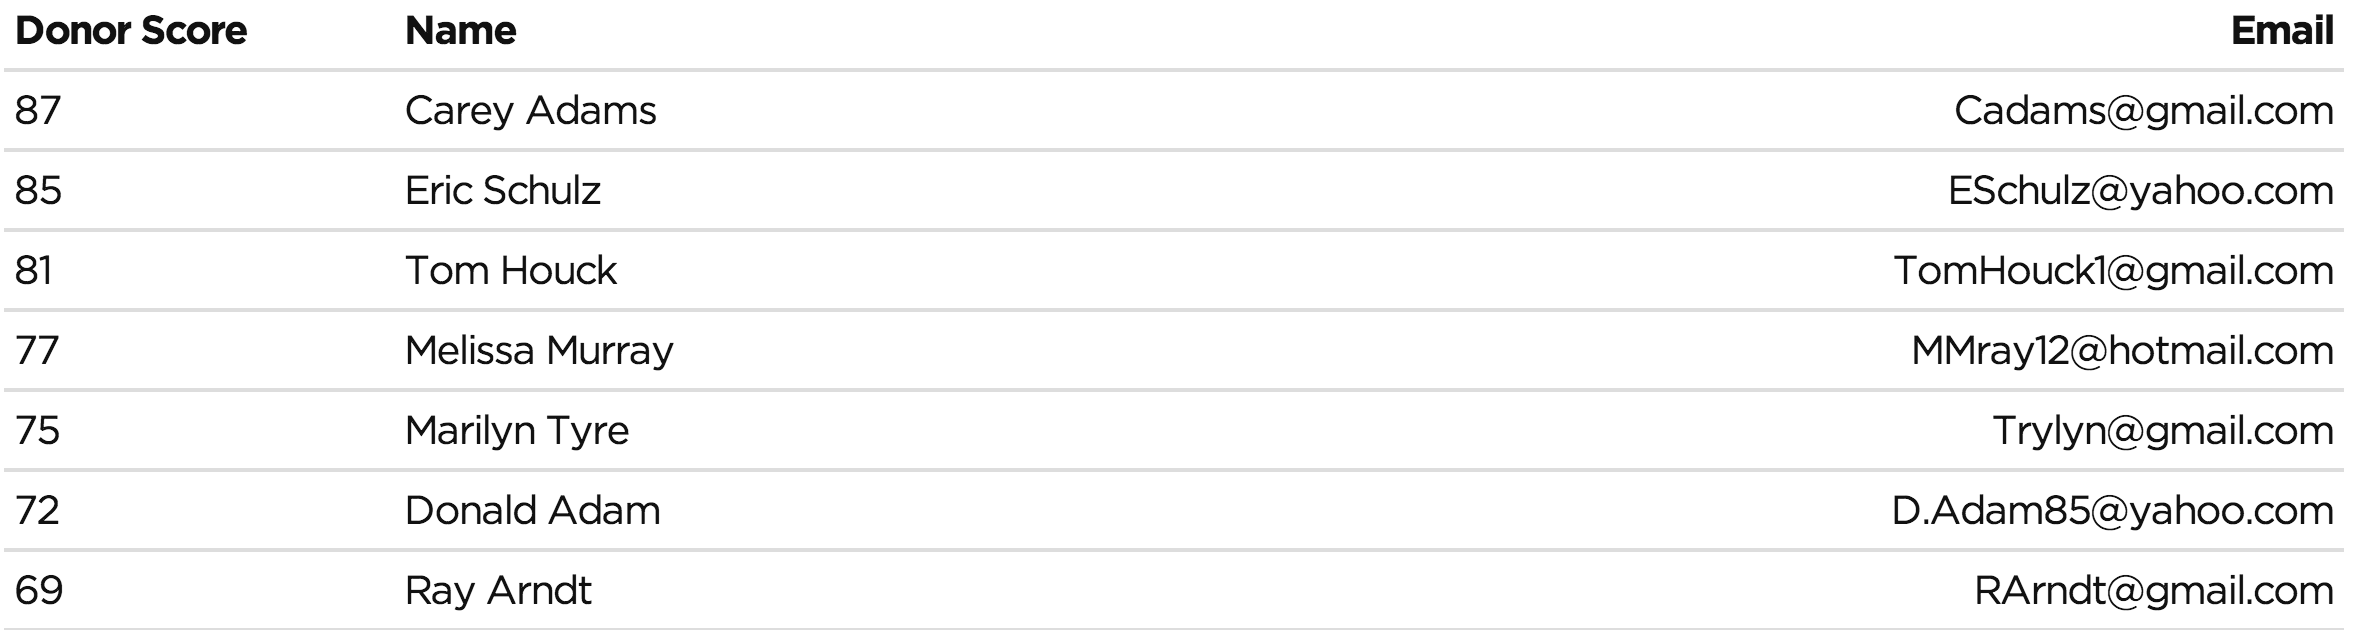 Donor Score Name Email
87 Carey Adams Cadams@gmail.com
85 Eric Schulz ESchulz@yahoo.com
81 Tom Houck TomHouck1@gmail.com
77 Melissa Murray MMray12@hotmail.com
75 Marilyn Tyre Trylyn@gmail.com
72 Donald Adam D.Adam85@yahoo.com
69 Ray Arndt RArndt@gmail.com